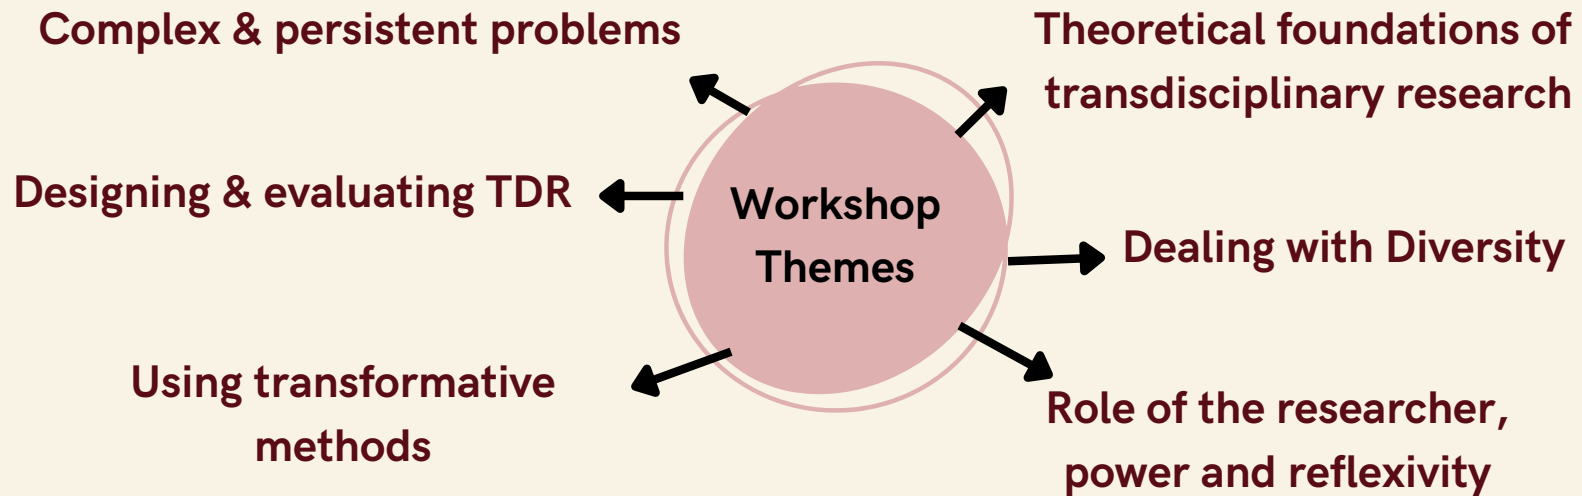 Complex & persistent problems
Theoretical foundations of
transdisciplinary research
Designing & evaluating TDR
Workshop
Themes
Dealing with Diversity
Using transformative
methods
Role of the researcher,
power and reflexivity